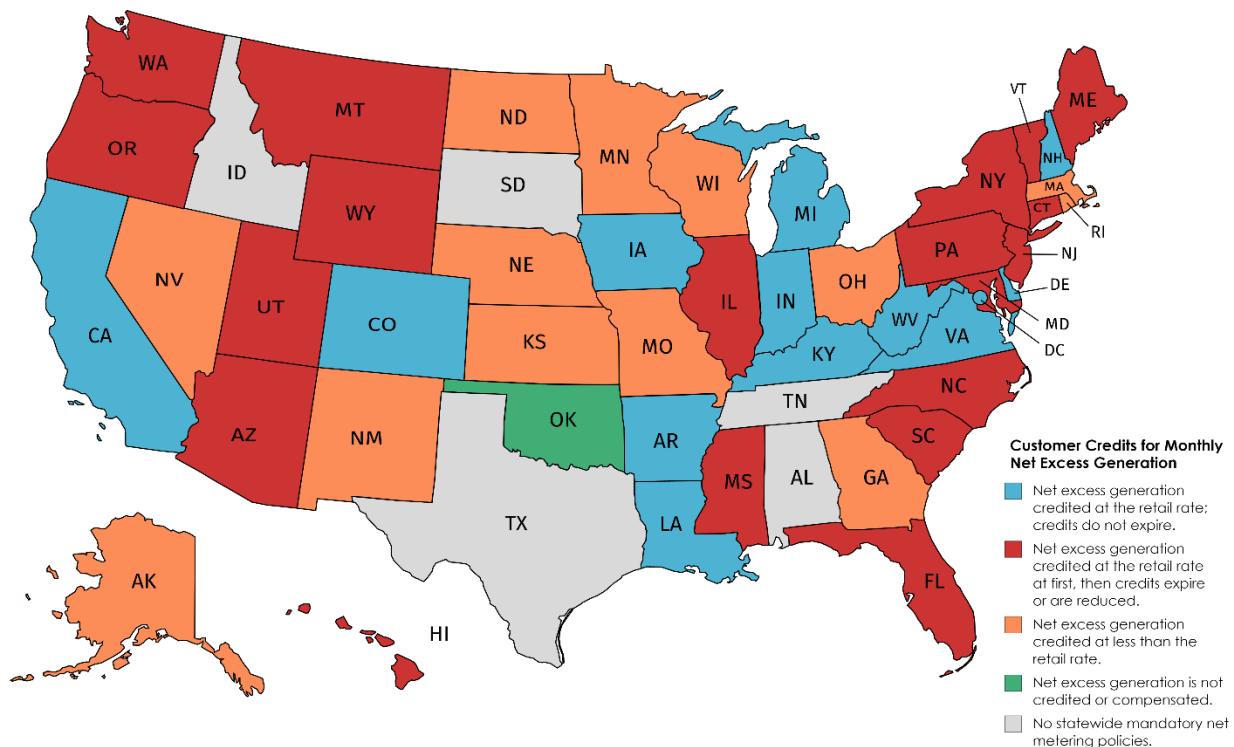 WA
MT
ND
MN
VT
ME
OR
ID
SD
WI
MI
NY
NH
MA
CT
RI
WY
IA
PA
NJ
NV
NE
OH
DE
UT
IL
IN
CA
CO
WV
VA
MD
KS
MO
KY
DC
NC
TN
AZ
NM
OK
AR
SC
MS
AL
GA
TX
LA
AK
FL
HI
Customer Credits for Monthly
Net Excess Generation
Net excess generation
credited at the retail rate;
credits do not expire.
Net excess generation
credited at the retail rate
at first, then credits expire
or are reduced.
Net excess generation
credited at less than the
retail rate.
Net excess generation is not
credited or compensated.
No statewide mandatory net
metering policies.